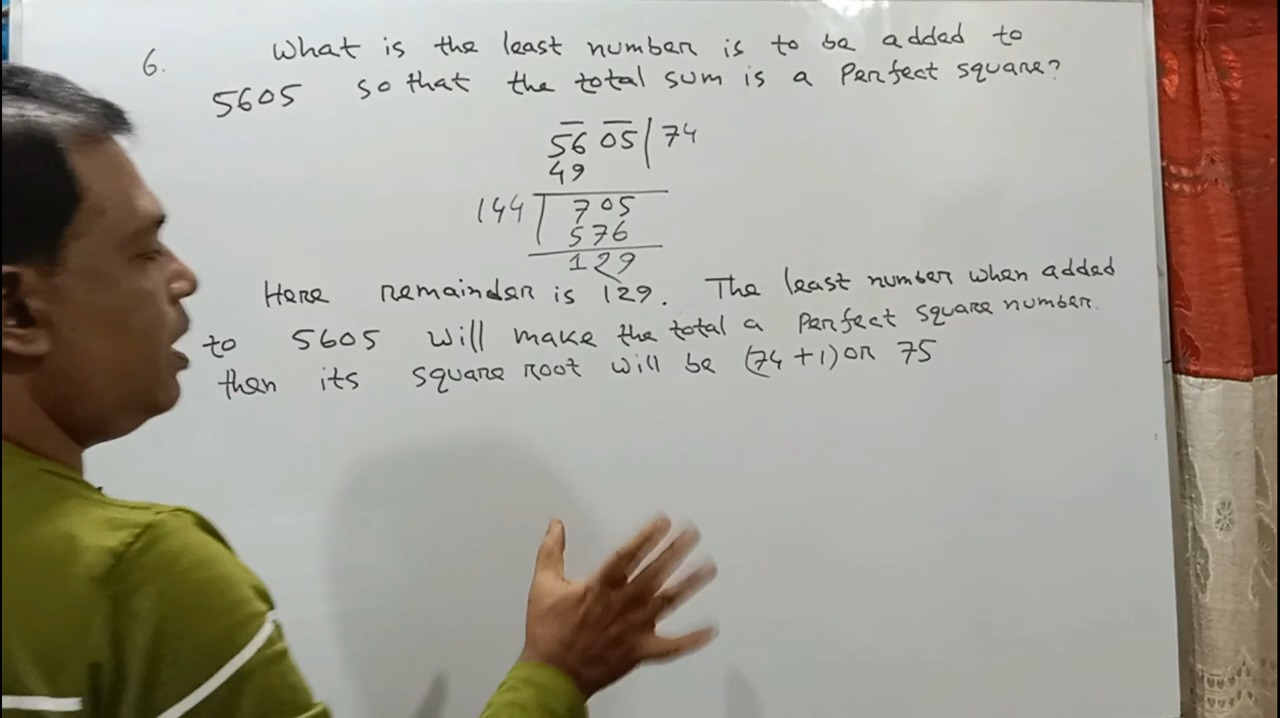 6. What is the least number is to be added to
5605 so that the total sum is a perfect square?
56 05 | 74
49
144 | 705
576
129
Here remainder is 129. The least number when added
to 5605 will make the total a perfect square number.
then its square root will be (74+1) or 75